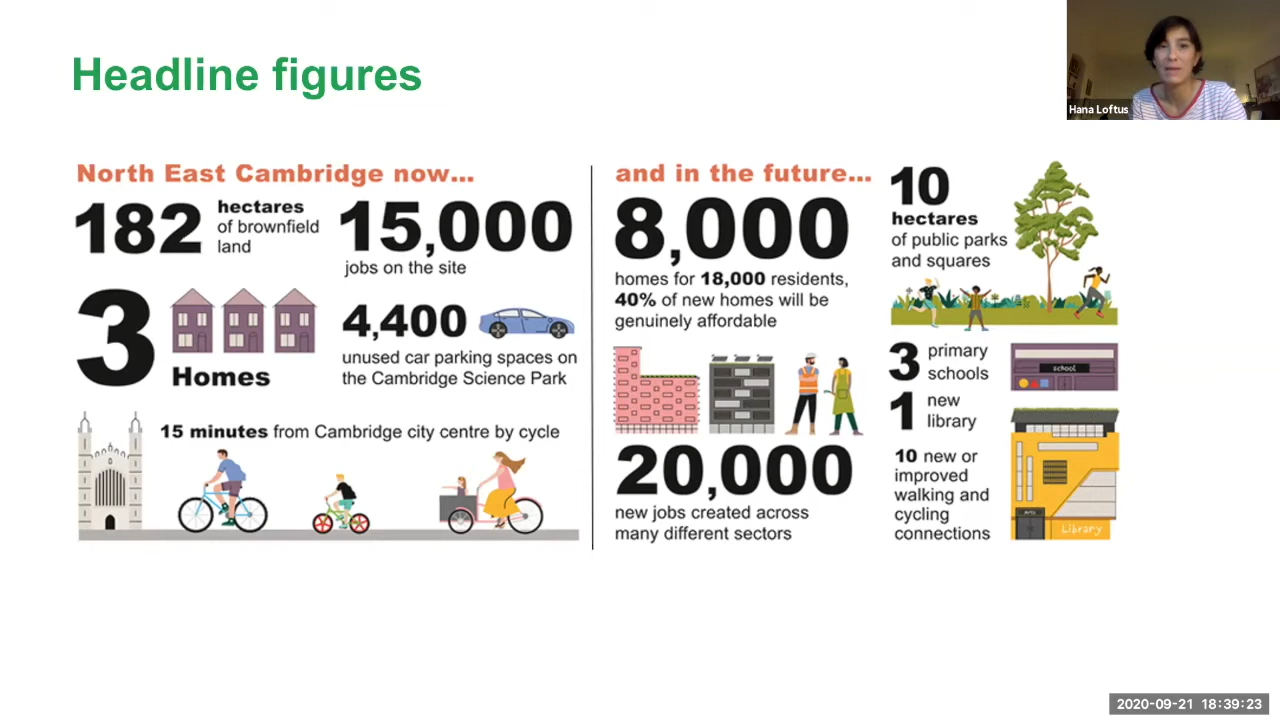 Headline figures
Hana Loftus
North East Cambridge now...
182
hectares
of brownfield
land
15,000
jobs on the site
3
Homes
4,400
unused car parking spaces on
the Cambridge Science Park
15 minutes from Cambridge city centre by cycle
and in the future...
8,000
homes for 18,000 residents,
40% of new homes will be
genuinely affordable
20,000
new jobs created across
many different sectors
10
hectares
of public parks
and squares
3
primary
schools
school
1
new
library
10 new or
improved
walking and
cycling
connections
Arts
Library
2020-09-21 18:39:23